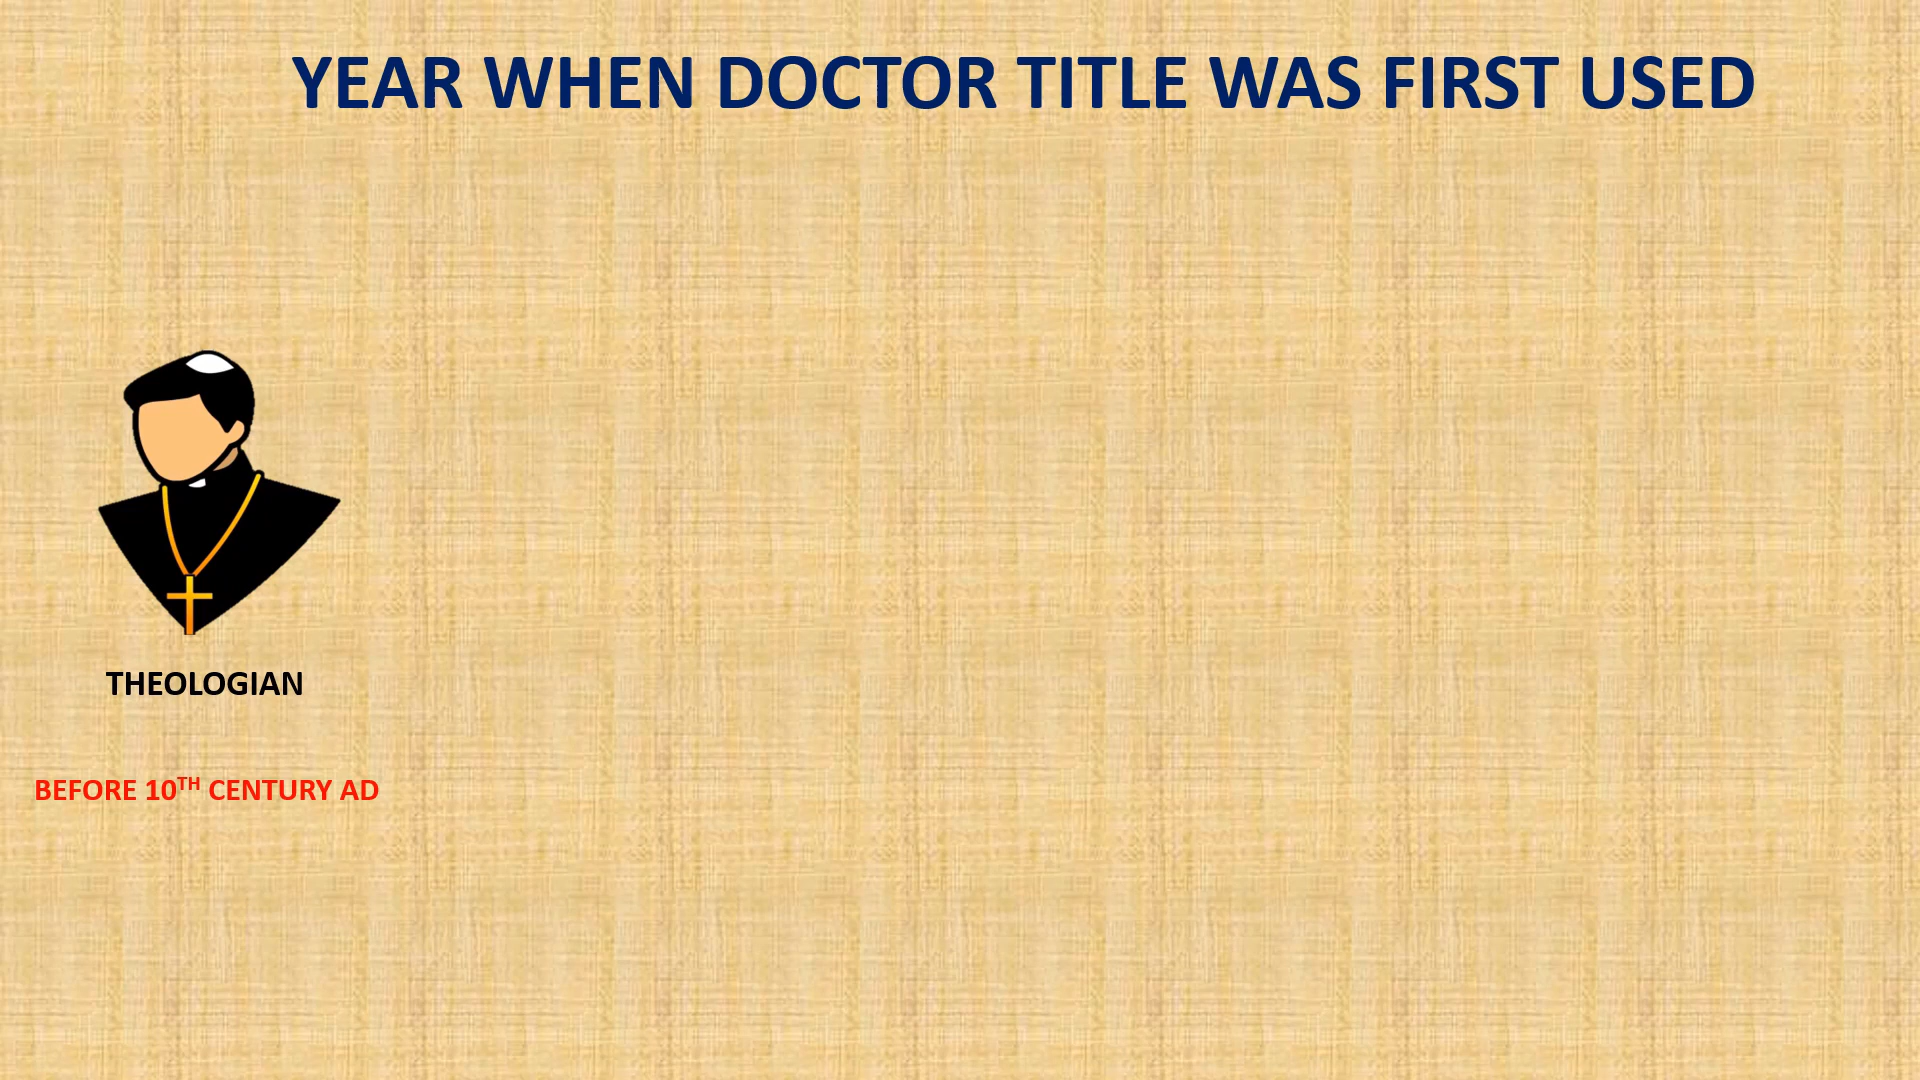 YEAR WHEN DOCTOR TITLE WAS FIRST USED
THEOLOGIAN
BEFORE 10TH CENTURY AD